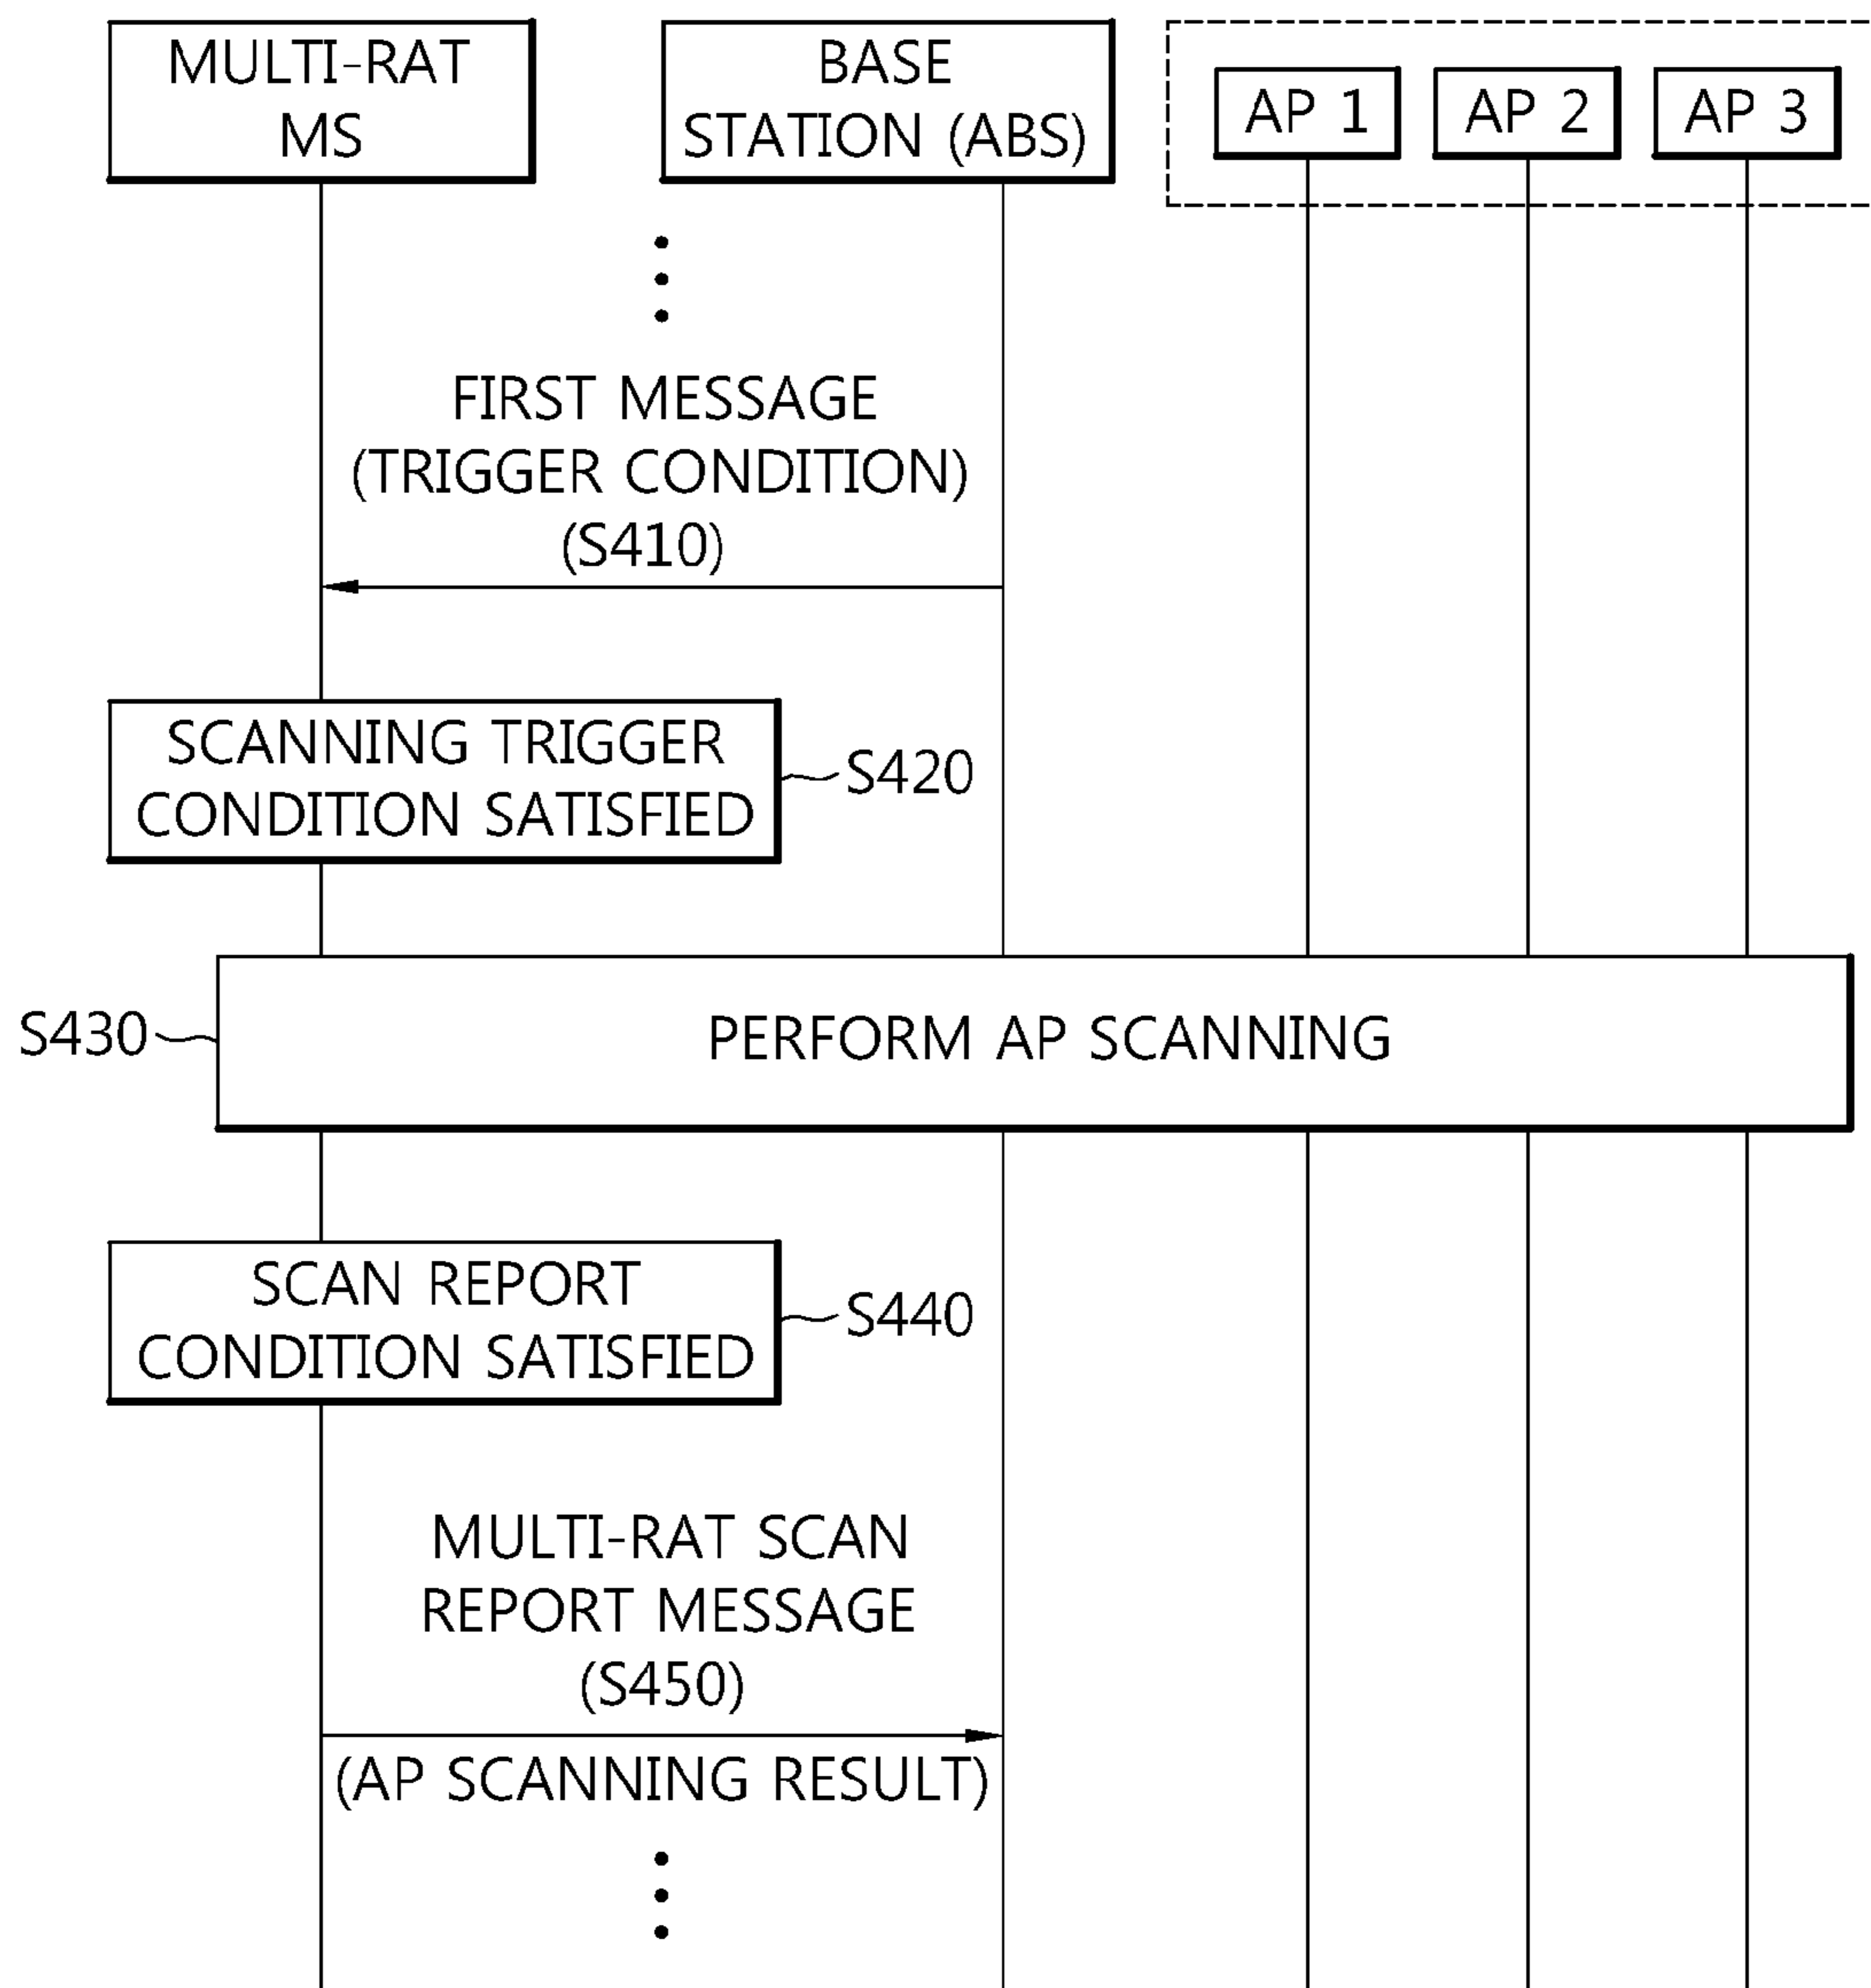 MULTI-RAT
MS
BASE
STATION (ABS)
AP 1
AP 2
AP 3
FIRST MESSAGE
(TRIGGER CONDITION)
(S410)
SCANNING TRIGGER
CONDITION SATISFIED
S420
S430
PERFORM AP SCANNING
SCAN REPORT
CONDITION SATISFIED
S440
MULTI-RAT SCAN
REPORT MESSAGE
(S450)
(AP SCANNING RESULT)